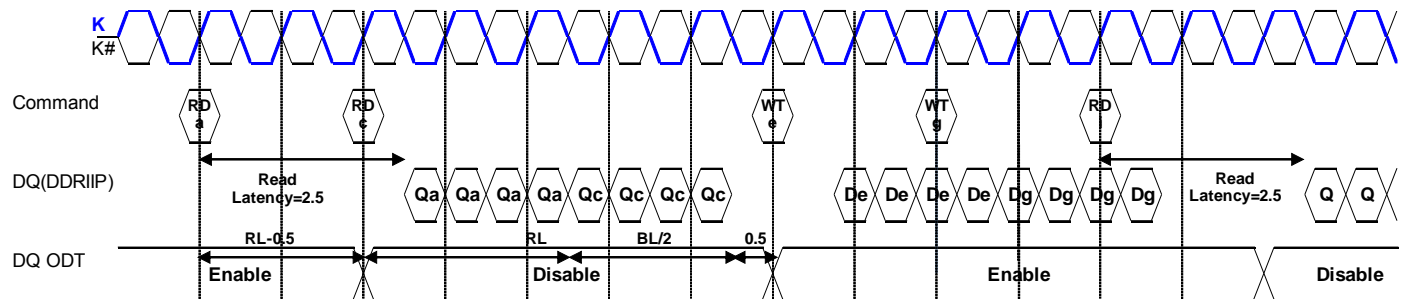 K
K#
Command
RD a
RD c
WT e
WT g
RD i
DQ(DDRIIP)
Read
Latency=2.5
Qa Qa Qa Qa Qc Qc Qc Qc
De De De De Dg Dg Dg Dg
Read
Latency=2.5
Q Q
DQ ODT
RL-0.5
RL
BL/2
0.5
Enable
Disable
Enable
Disable